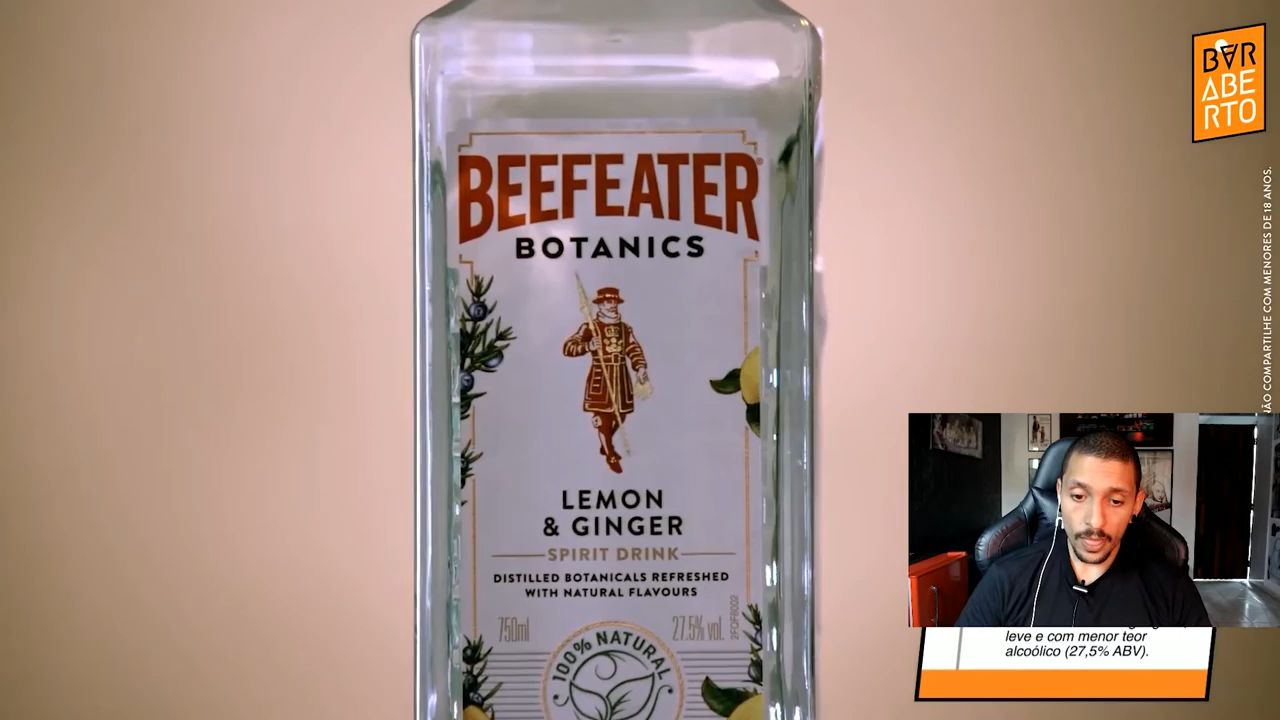 BEEFEATER®
BOTANICS
LEMON
& GINGER
SPIRIT DRINK
DISTILLED BOTANICALS REFRESHED
WITH NATURAL FLAVOURS
750ml
27.5% vol.
100% NATURAL
BAR
ABE
RTO
NÃO COMPARTILHE COM MENORES DE 18 ANOS.
leve e com menor teor
alcoólico (27,5% ABV).